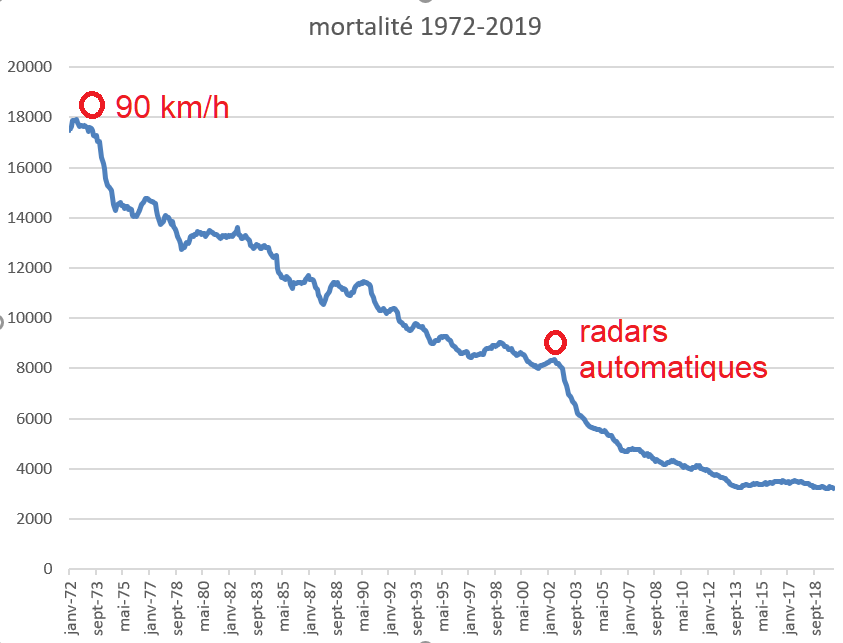 mortalité 1972-2019
20000
18000
16000
14000
12000
10000
8000
6000
4000
2000
0
90 km/h
radars
automatiques
janv-72
sept-73
mai-75
janv-77
sept-78
mai-80
janv-82
sept-83
mai-85
janv-87
sept-88
mai-90
janv-92
sept-93
mai-95
janv-97
sept-98
mai-00
janv-02
sept-03
mai-05
janv-07
sept-08
mai-10
janv-12
sept-13
mai-15
janv-17
sept-18